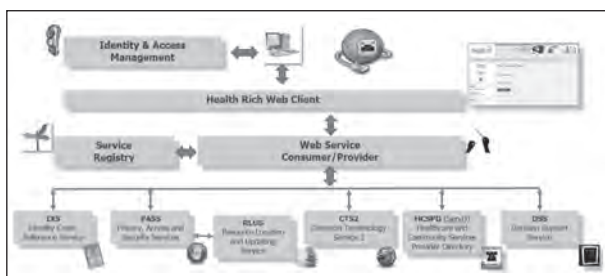 Identity & Access
Management
Health Rich Web Client
Service
Registry
Web Service
Consumer/Provider
IXS
Identity Cross
Reference Service
PASS
Privacy, Access and
Security Services
RLUS
Resource Location
and Updating
Service
CTS2
Common Terminology
Service 2
HCSPD
Healthcare and
Community Services
Provider Directory
DSS
Decision Support
Service